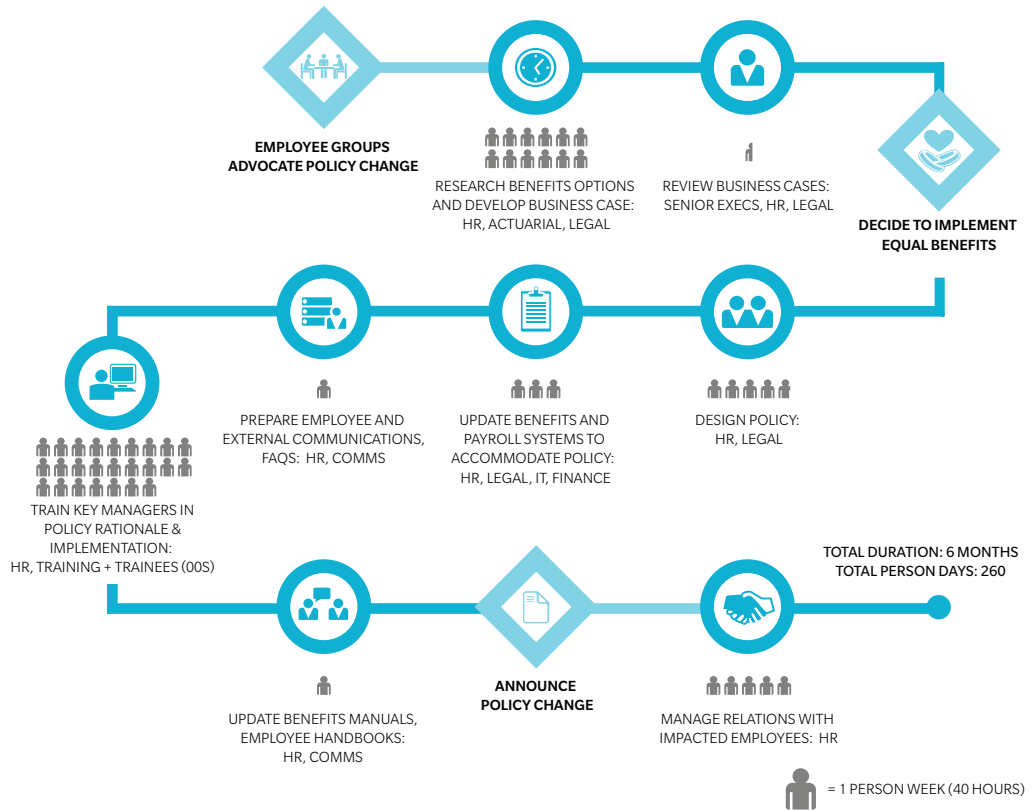 EMPLOYEE GROUPS
ADVOCATE POLICY CHANGE
RESEARCH BENEFITS OPTIONS
AND DEVELOP BUSINESS CASE:
HR, ACTUARIAL, LEGAL
REVIEW BUSINESS CASES:
SENIOR EXECS, HR, LEGAL
DECIDE TO IMPLEMENT
EQUAL BENEFITS
DESIGN POLICY:
HR, LEGAL
UPDATE BENEFITS AND
PAYROLL SYSTEMS TO
ACCOMMODATE POLICY:
HR, LEGAL, IT, FINANCE
PREPARE EMPLOYEE AND
EXTERNAL COMMUNICATIONS,
FAQS: HR, COMMS
TRAIN KEY MANAGERS IN
POLICY RATIONALE &
IMPLEMENTATION:
HR, TRAINING + TRAINEES (00S)
UPDATE BENEFITS MANUALS,
EMPLOYEE HANDBOOKS:
HR, COMMS
ANNOUNCE
POLICY CHANGE
MANAGE RELATIONS WITH
IMPACTED EMPLOYEES: HR
TOTAL DURATION: 6 MONTHS
TOTAL PERSON DAYS: 260
= 1 PERSON WEEK (40 HOURS)